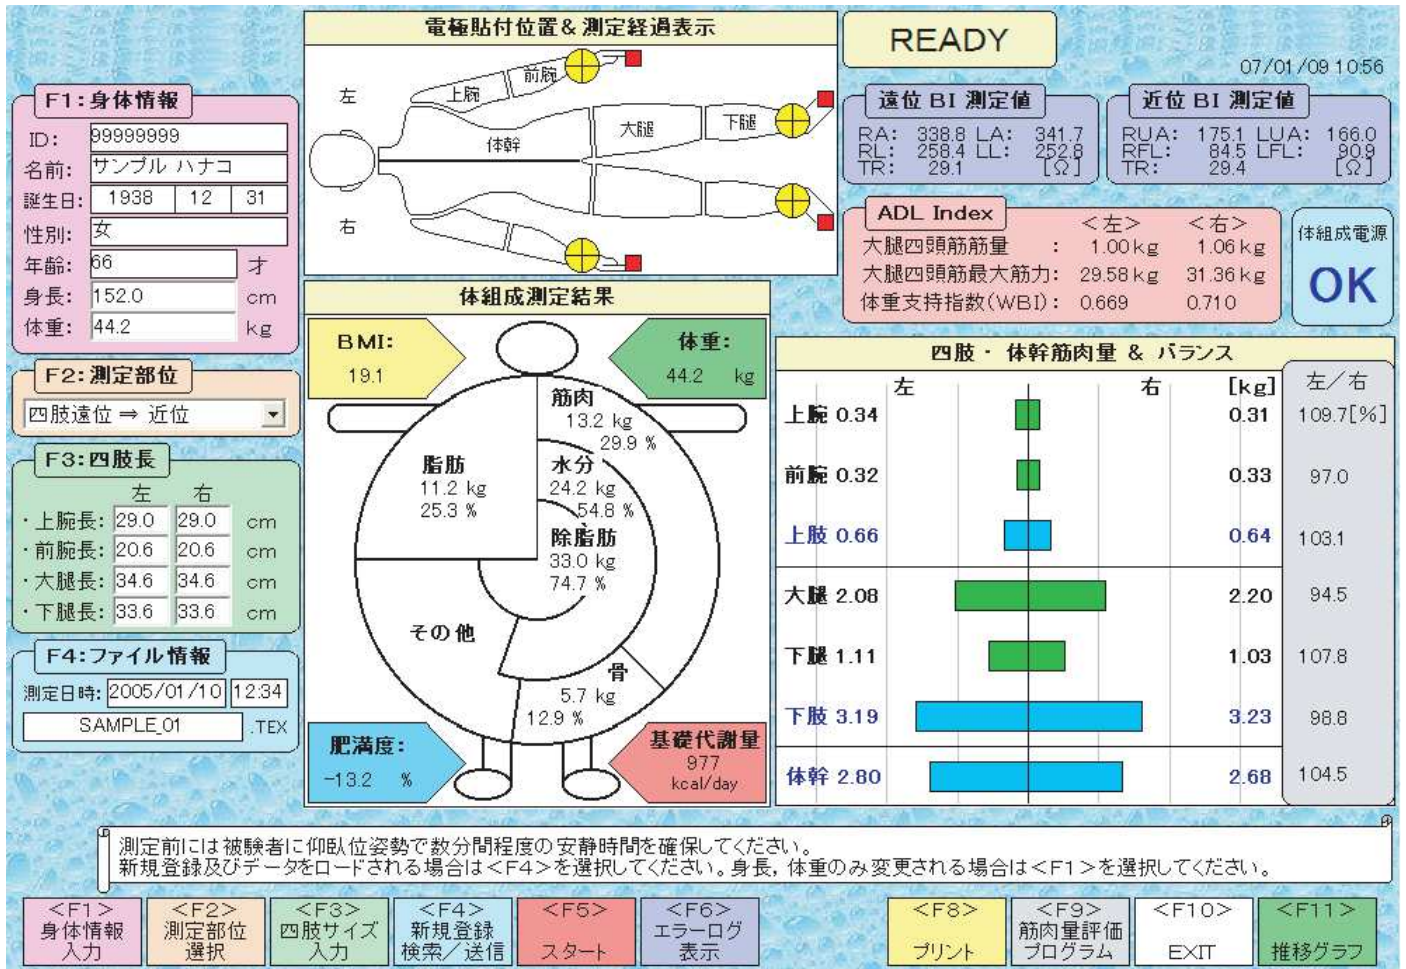 電極貼付位置&測定経過表示
左
上腕
前腕
体幹
大腿
下腿
右
READY
07/01/09 10:56
F1:身体情報
ID: 99999999
名前: サンプル ハナコ
誕生日: 1938 12 31
性別: 女
年齢: 66 才
身長: 152.0 cm
体重: 44.2 kg
F2:測定部位
四肢遠位 ⇒ 近位
F3:四肢長
左 右
・上腕長: 29.0 29.0 cm
・前腕長: 20.6 20.6 cm
・大腿長: 34.6 34.6 cm
・下腿長: 33.6 33.6 cm
F4:ファイル情報
測定日時: 2005/01/10 12:34
SAMPLE_01 .TEX
遠位 BI 測定値
RA: 338.8 LA: 341.7
RL: 258.4 LL: 252.8
TR: 29.1 [Ω]
近位 BI 測定値
RUA: 175.1 LUA: 166.0
RFL: 84.5 LFL: 90.9
TR: 29.4 [Ω]
ADL Index <左> <右>
大腿四頭筋筋量 : 1.00kg 1.06kg
大腿四頭筋最大筋力: 29.58kg 31.36kg
体重支持指数(WBI): 0.669 0.710
体組成電源
OK
体組成測定結果
BMI:
19.1
体重:
44.2 kg
筋肉
13.2 kg
29.9 %
脂肪
11.2 kg
25.3 %
水分
24.2 kg
54.8 %
除脂肪
33.0 kg
74.7 %
その他
骨
5.7 kg
12.9 %
肥満度:
-13.2 %
基礎代謝量
977
kcal/day
四肢・体幹筋肉量 & バランス
左 右 [kg] 左/右
上腕 0.34 0.31 109.7[%]
前腕 0.32 0.33 97.0
上肢 0.66 0.64 103.1
大腿 2.08 2.20 94.5
下腿 1.11 1.03 107.8
下肢 3.19 3.23 98.8
体幹 2.80 2.68 104.5
測定前には被験者に仰臥位姿勢で数分間程度の安静時間を確保してください。
新規登録及びデータをロードされる場合は<F4>を選択してください。身長,体重のみ変更される場合は<F1>を選択してください。
<F1>
身体情報
入力
<F2>
測定部位
選択
<F3>
四肢サイズ
入力
<F4>
新規登録
検索/送信
<F5>
スタート
<F6>
エラーログ
表示
<F8>
プリント
<F9>
筋肉量評価
プログラム
<F10>
EXIT
<F11>
推移グラフ